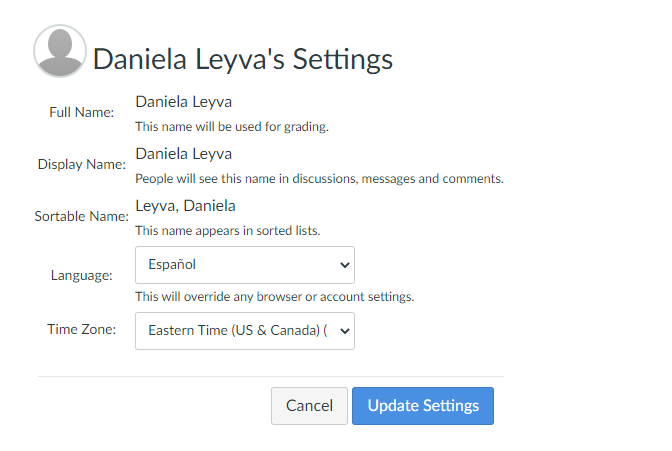 Daniela Leyva's Settings
Full Name: Daniela Leyva
This name will be used for grading.
Display Name: Daniela Leyva
People will see this name in discussions, messages and comments.
Sortable Name: Leyva, Daniela
This name appears in sorted lists.
Language: Español
This will override any browser or account settings.
Time Zone: Eastern Time (US & Canada) (
Cancel Update Settings